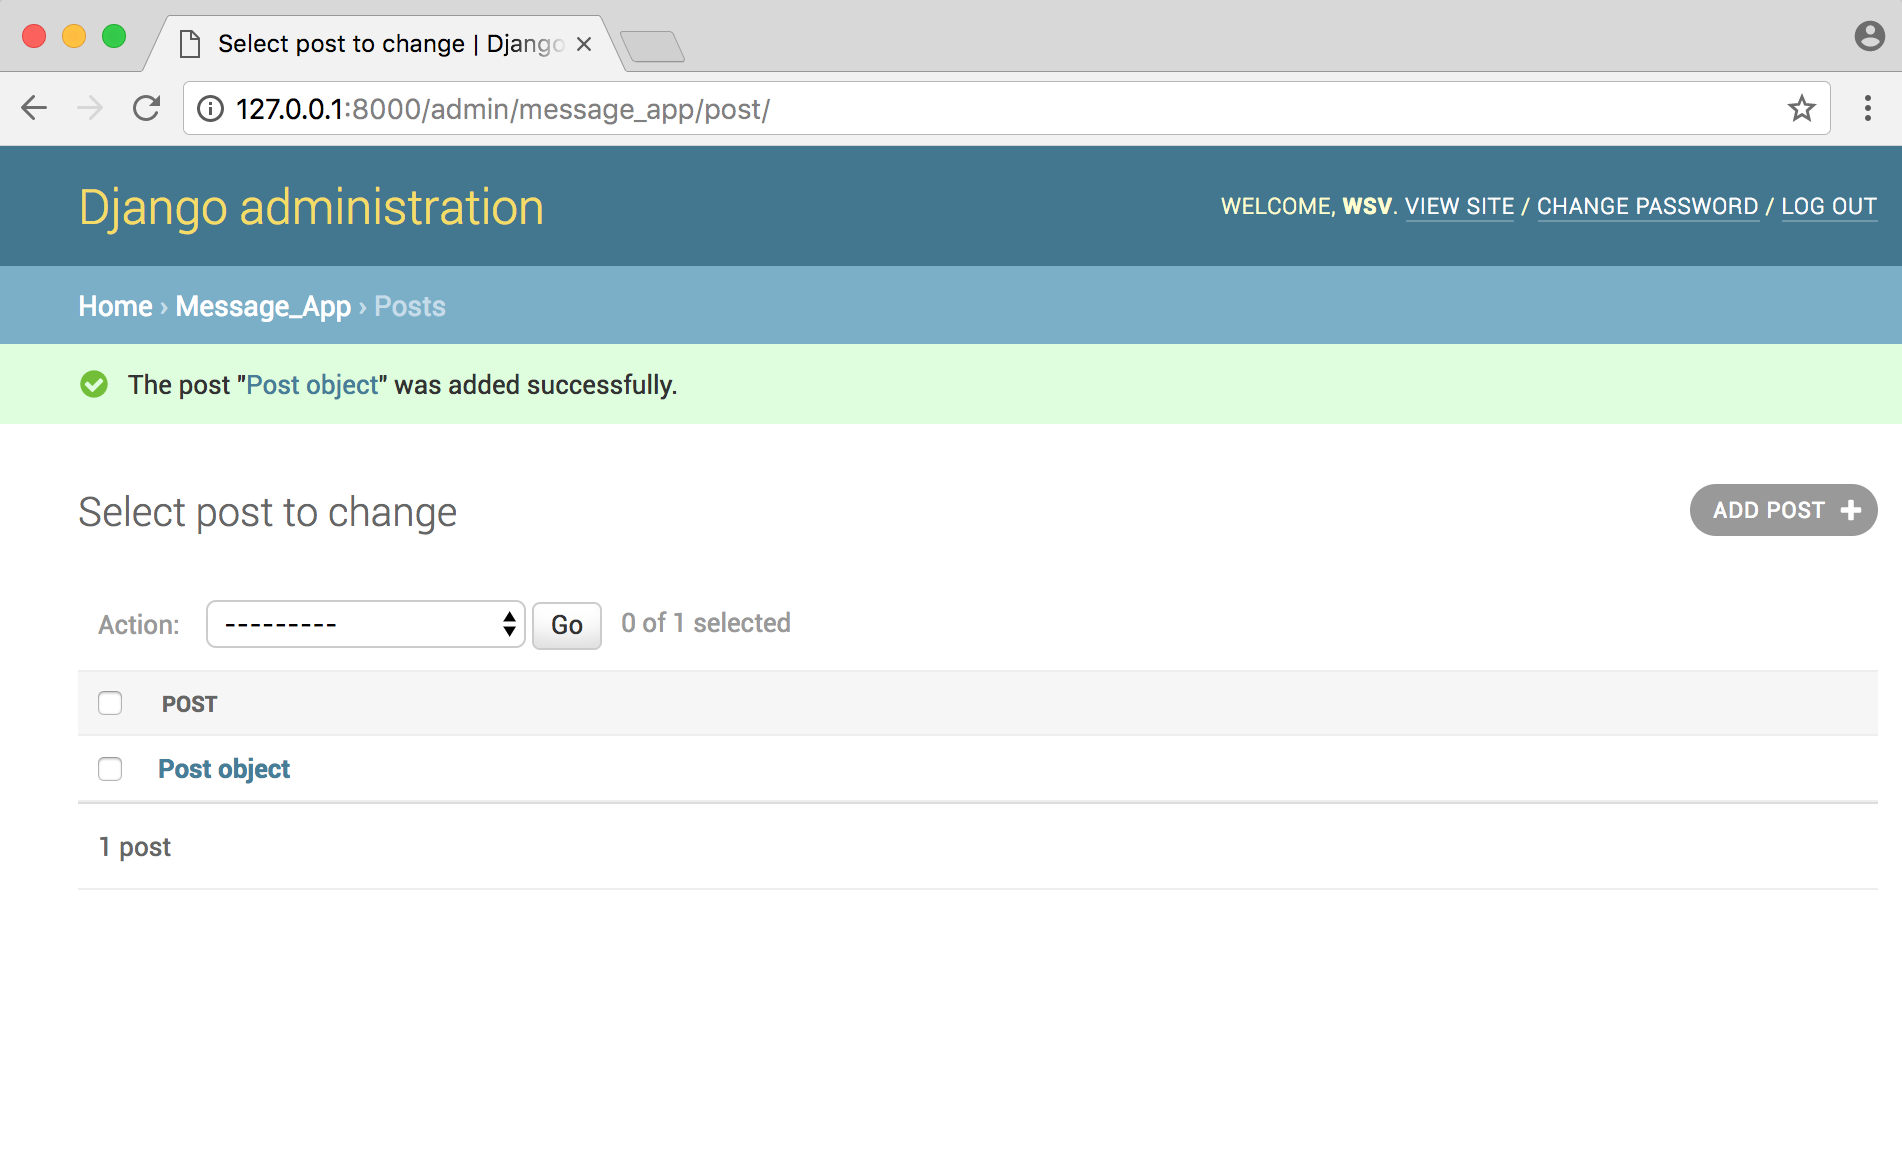 Select post to change | Django
127.0.0.1:8000/admin/message_app/post/
Django administration
WELCOME, WSV. VIEW SITE / CHANGE PASSWORD / LOG OUT
Home › Message_App › Posts
The post "Post object" was added successfully.
Select post to change
ADD POST +
Action: --------- Go 0 of 1 selected
POST
Post object
1 post